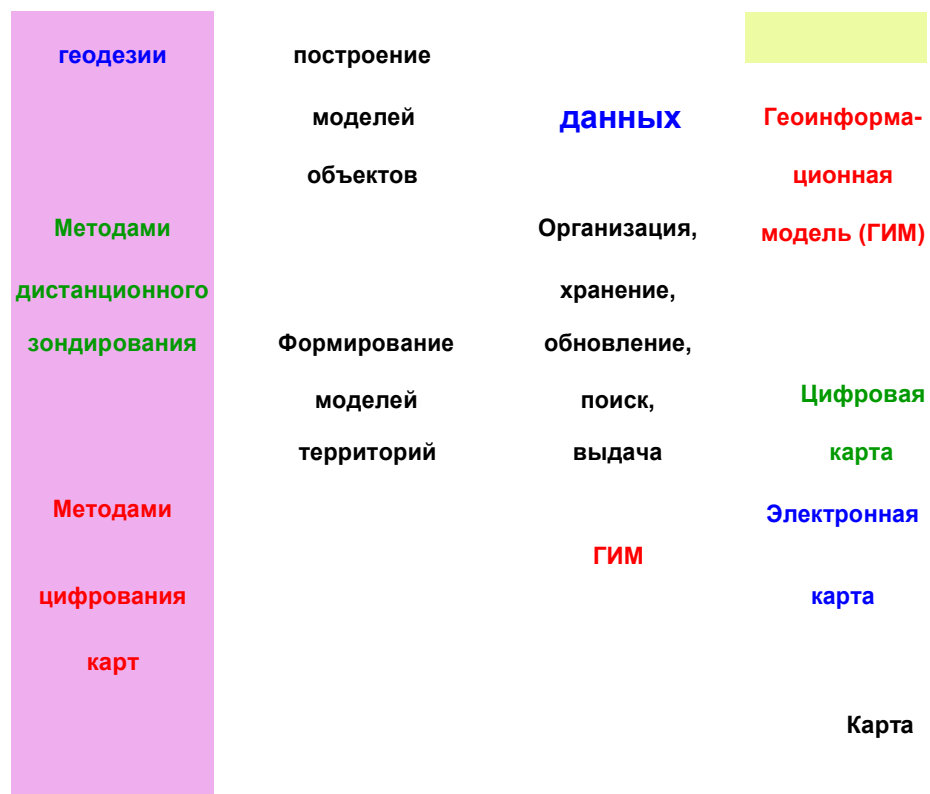 геодезии
Методами
дистанционного
зондирования
Методами
цифрования
карт
построение
моделей
объектов
Формирование
моделей
территорий
данных
Организация,
хранение,
обновление,
поиск,
выдача
ГИМ
Геоинформа-
ционная
модель (ГИМ)
Цифровая
карта
Электронная
карта
Карта